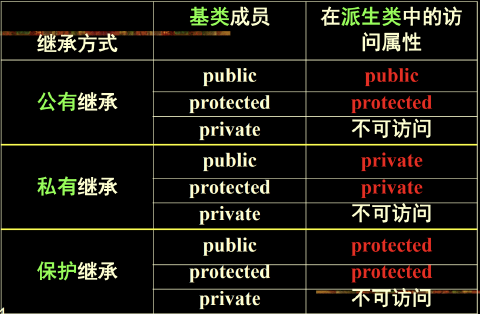 继承方式
基类成员
在派生类中的访
问属性
公有继承
public
public
protected
protected
private
不可访问
私有继承
public
private
protected
private
private
不可访问
保护继承
public
protected
protected
protected
private
不可访问